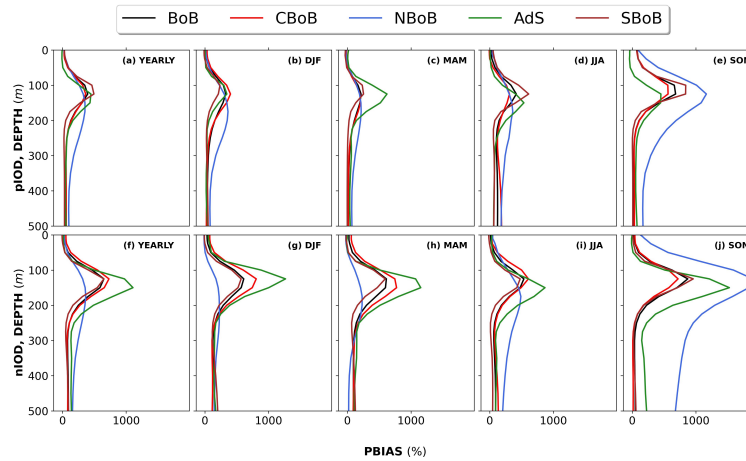 BoB CBoB NBoB AdS SBoB
(a) YEARLY (b) DJF (c) MAM (d) JJA (e) SON
pIOD, DEPTH (m)
0
100
200
300
400
500
(f) YEARLY (g) DJF (h) MAM (i) JJA (j) SON
nIOD, DEPTH (m)
0
100
200
300
400
500
0 1000 0 1000 0 1000 0 1000 0 1000
PBIAS (%)